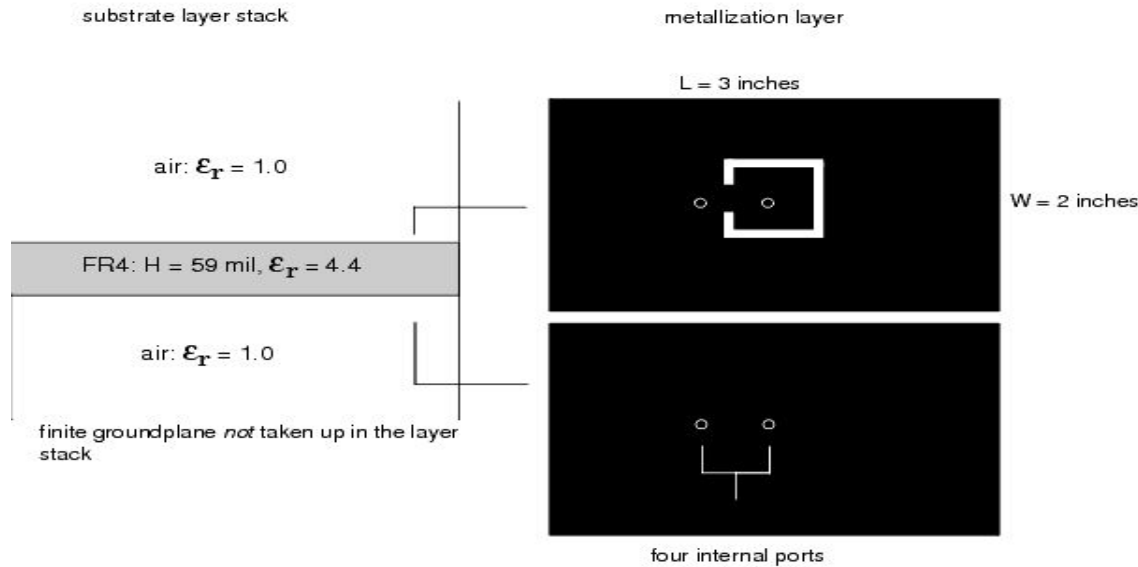 substrate layer stack
metallization layer
L = 3 inches
air: εr = 1.0
W = 2 inches
FR4: H = 59 mil, εr = 4.4
air: εr = 1.0
finite groundplane not taken up in the layer
stack
four internal ports